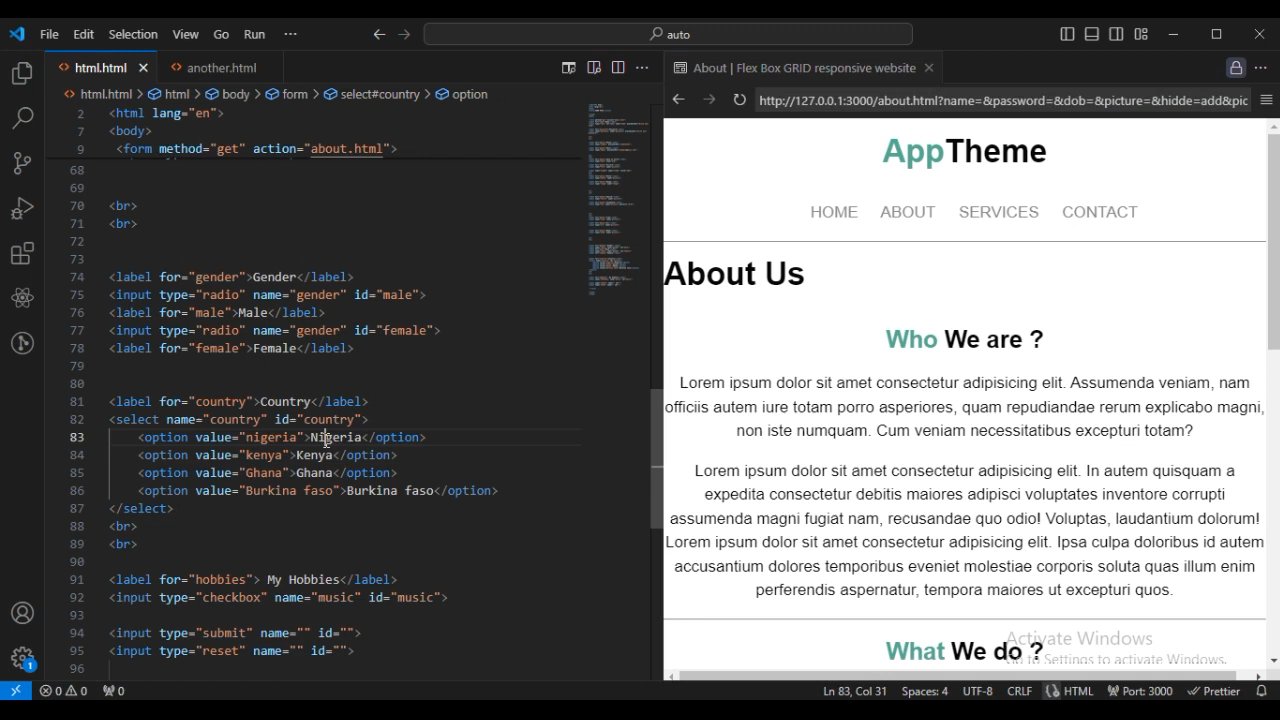 File Edit Selection View Go Run ··· auto
html.html another.html
html.html > html > body > form > select#country > option
2 <html lang="en">
7 <body>
9 <form method="get" action="about.html">
68
69
70 <br>
71 <br>
72
73
74 <label for="gender">Gender</label>
75 <input type="radio" name="gender" id="male">
76 <label for="male">Male</label>
77 <input type="radio" name="gender" id="female">
78 <label for="female">Female</label>
79
80
81 <label for="country">Country</label>
82 <select name="country" id="country">
83 <option value="nigeria">Nigeria</option>
84 <option value="kenya">Kenya</option>
85 <option value="Ghana">Ghana</option>
86 <option value="Burkina faso">Burkina faso</option>
87 </select>
88 <br>
89 <br>
90
91 <label for="hobbies"> My Hobbies</label>
92 <input type="checkbox" name="music" id="music">
93
94 <input type="submit" name="" id="">
95 <input type="reset" name="" id="">
96
About | Flex Box GRID responsive website
http://127.0.0.1:3000/about.html?name=&password=&dob=&picture=&hidde=add&pic
AppTheme
HOME ABOUT SERVICES CONTACT
About Us
Who We are ?
Lorem ipsum dolor sit amet consectetur adipisicing elit. Assumenda veniam, nam
officiis autem iure totam porro asperiores, quam repudiandae rerum explicabo magni,
non iste numquam. Cum veniam necessitatibus excepturi totam?
Lorem ipsum dolor sit amet consectetur adipisicing elit. In autem quisquam a
expedita consectetur debitis maiores adipisci voluptates inventore corrupti
assumenda magni fugiat nam, recusandae quo odio! Voluptas, laudantium dolorum!
Lorem ipsum dolor sit amet consectetur adipisicing elit. Ipsa culpa doloribus id autem
accusantium dolores temporibus eveniet molestiae corporis soluta quas illum enim
perferendis aspernatur, tempora maiores ut excepturi quos.
What We do ?
Activate Windows
Go to Settings to activate Windows.
1
0 0 0 Ln 83, Col 31 Spaces: 4 UTF-8 CRLF HTML Port: 3000 Prettier